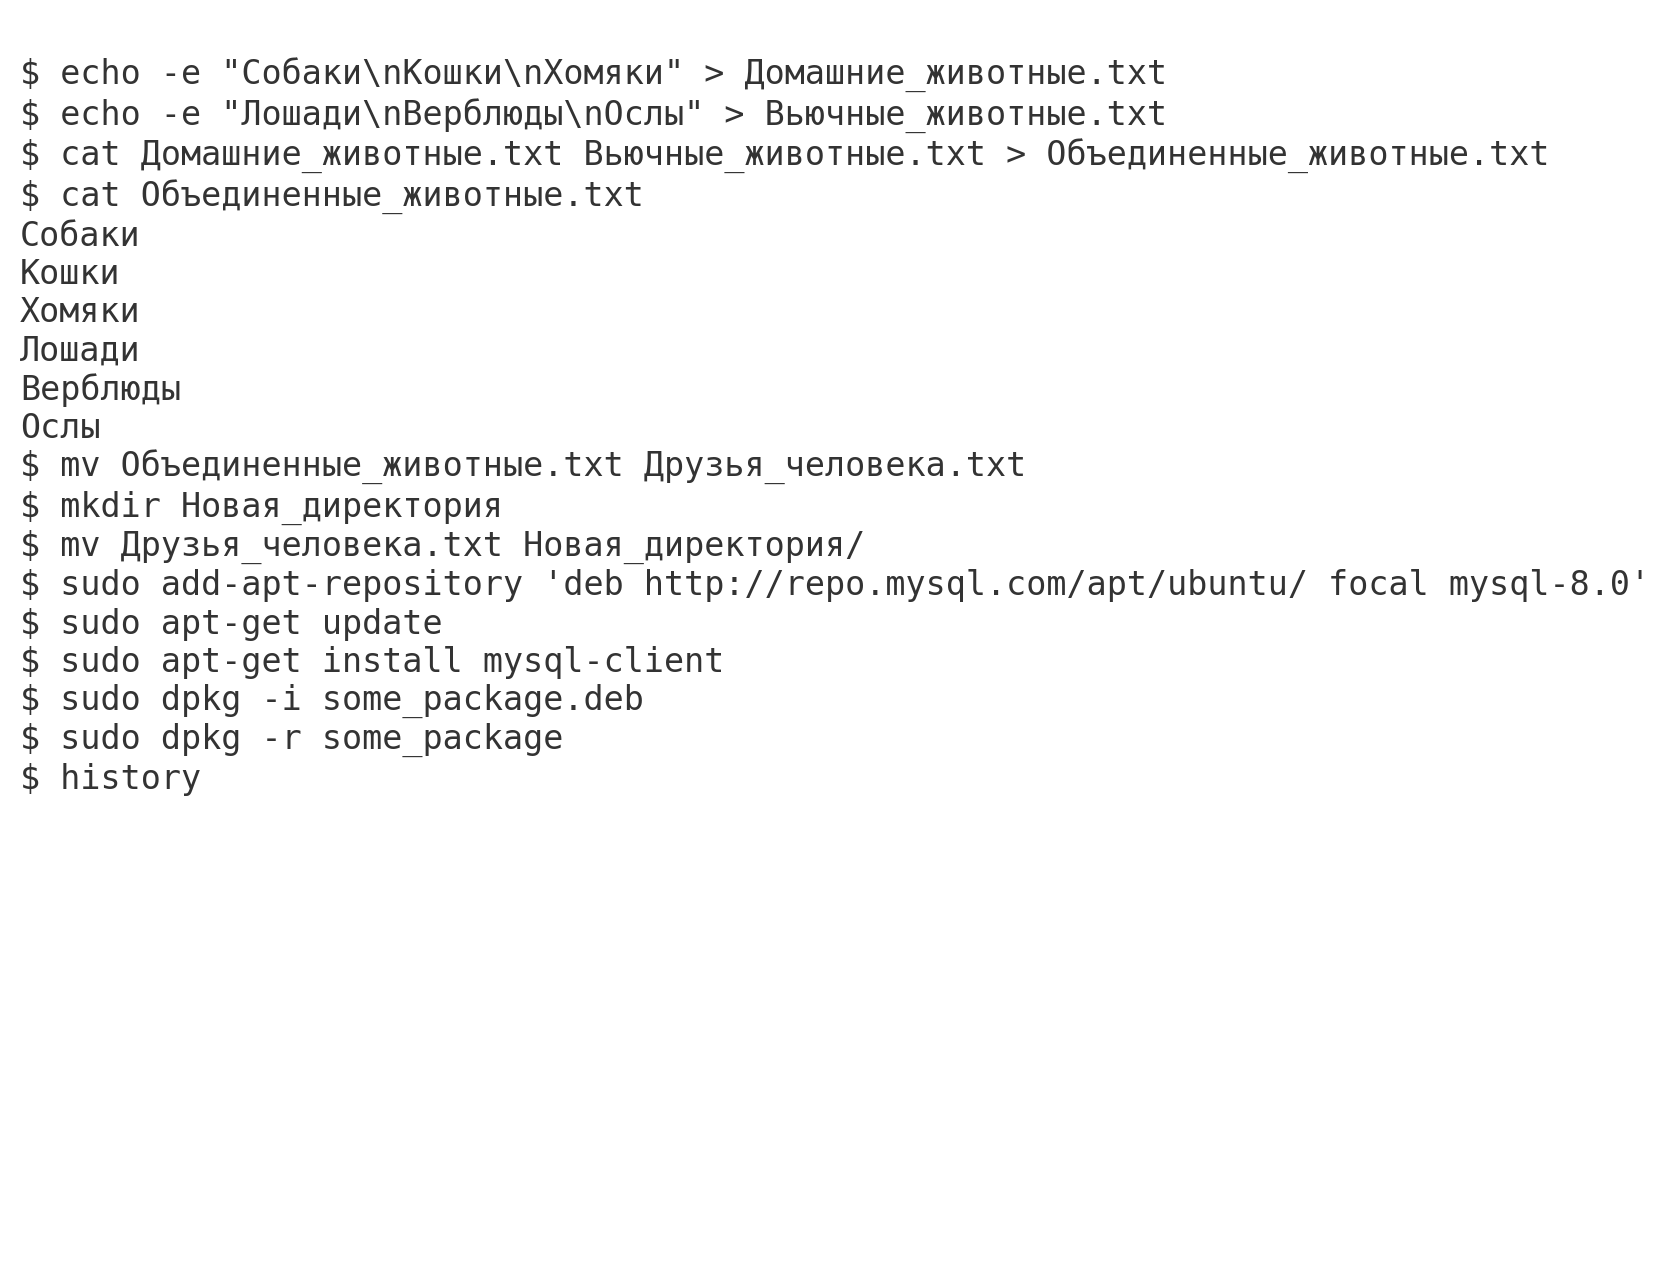 $ echo -e "Собаки\nКошки\nХомяки" > Домашние_животные.txt
$ echo -e "Лошади\nВерблюды\nОслы" > Вьючные_животные.txt
$ cat Домашние_животные.txt Вьючные_животные.txt > Объединенные_животные.txt
$ cat Объединенные_животные.txt
Собаки
Кошки
Хомяки
Лошади
Верблюды
Ослы
$ mv Объединенные_животные.txt Друзья_человека.txt
$ mkdir Новая_директория
$ mv Друзья_человека.txt Новая_директория/
$ sudo add-apt-repository 'deb http://repo.mysql.com/apt/ubuntu/ focal mysql-8.0'
$ sudo apt-get update
$ sudo apt-get install mysql-client
$ sudo dpkg -i some_package.deb
$ sudo dpkg -r some_package
$ history